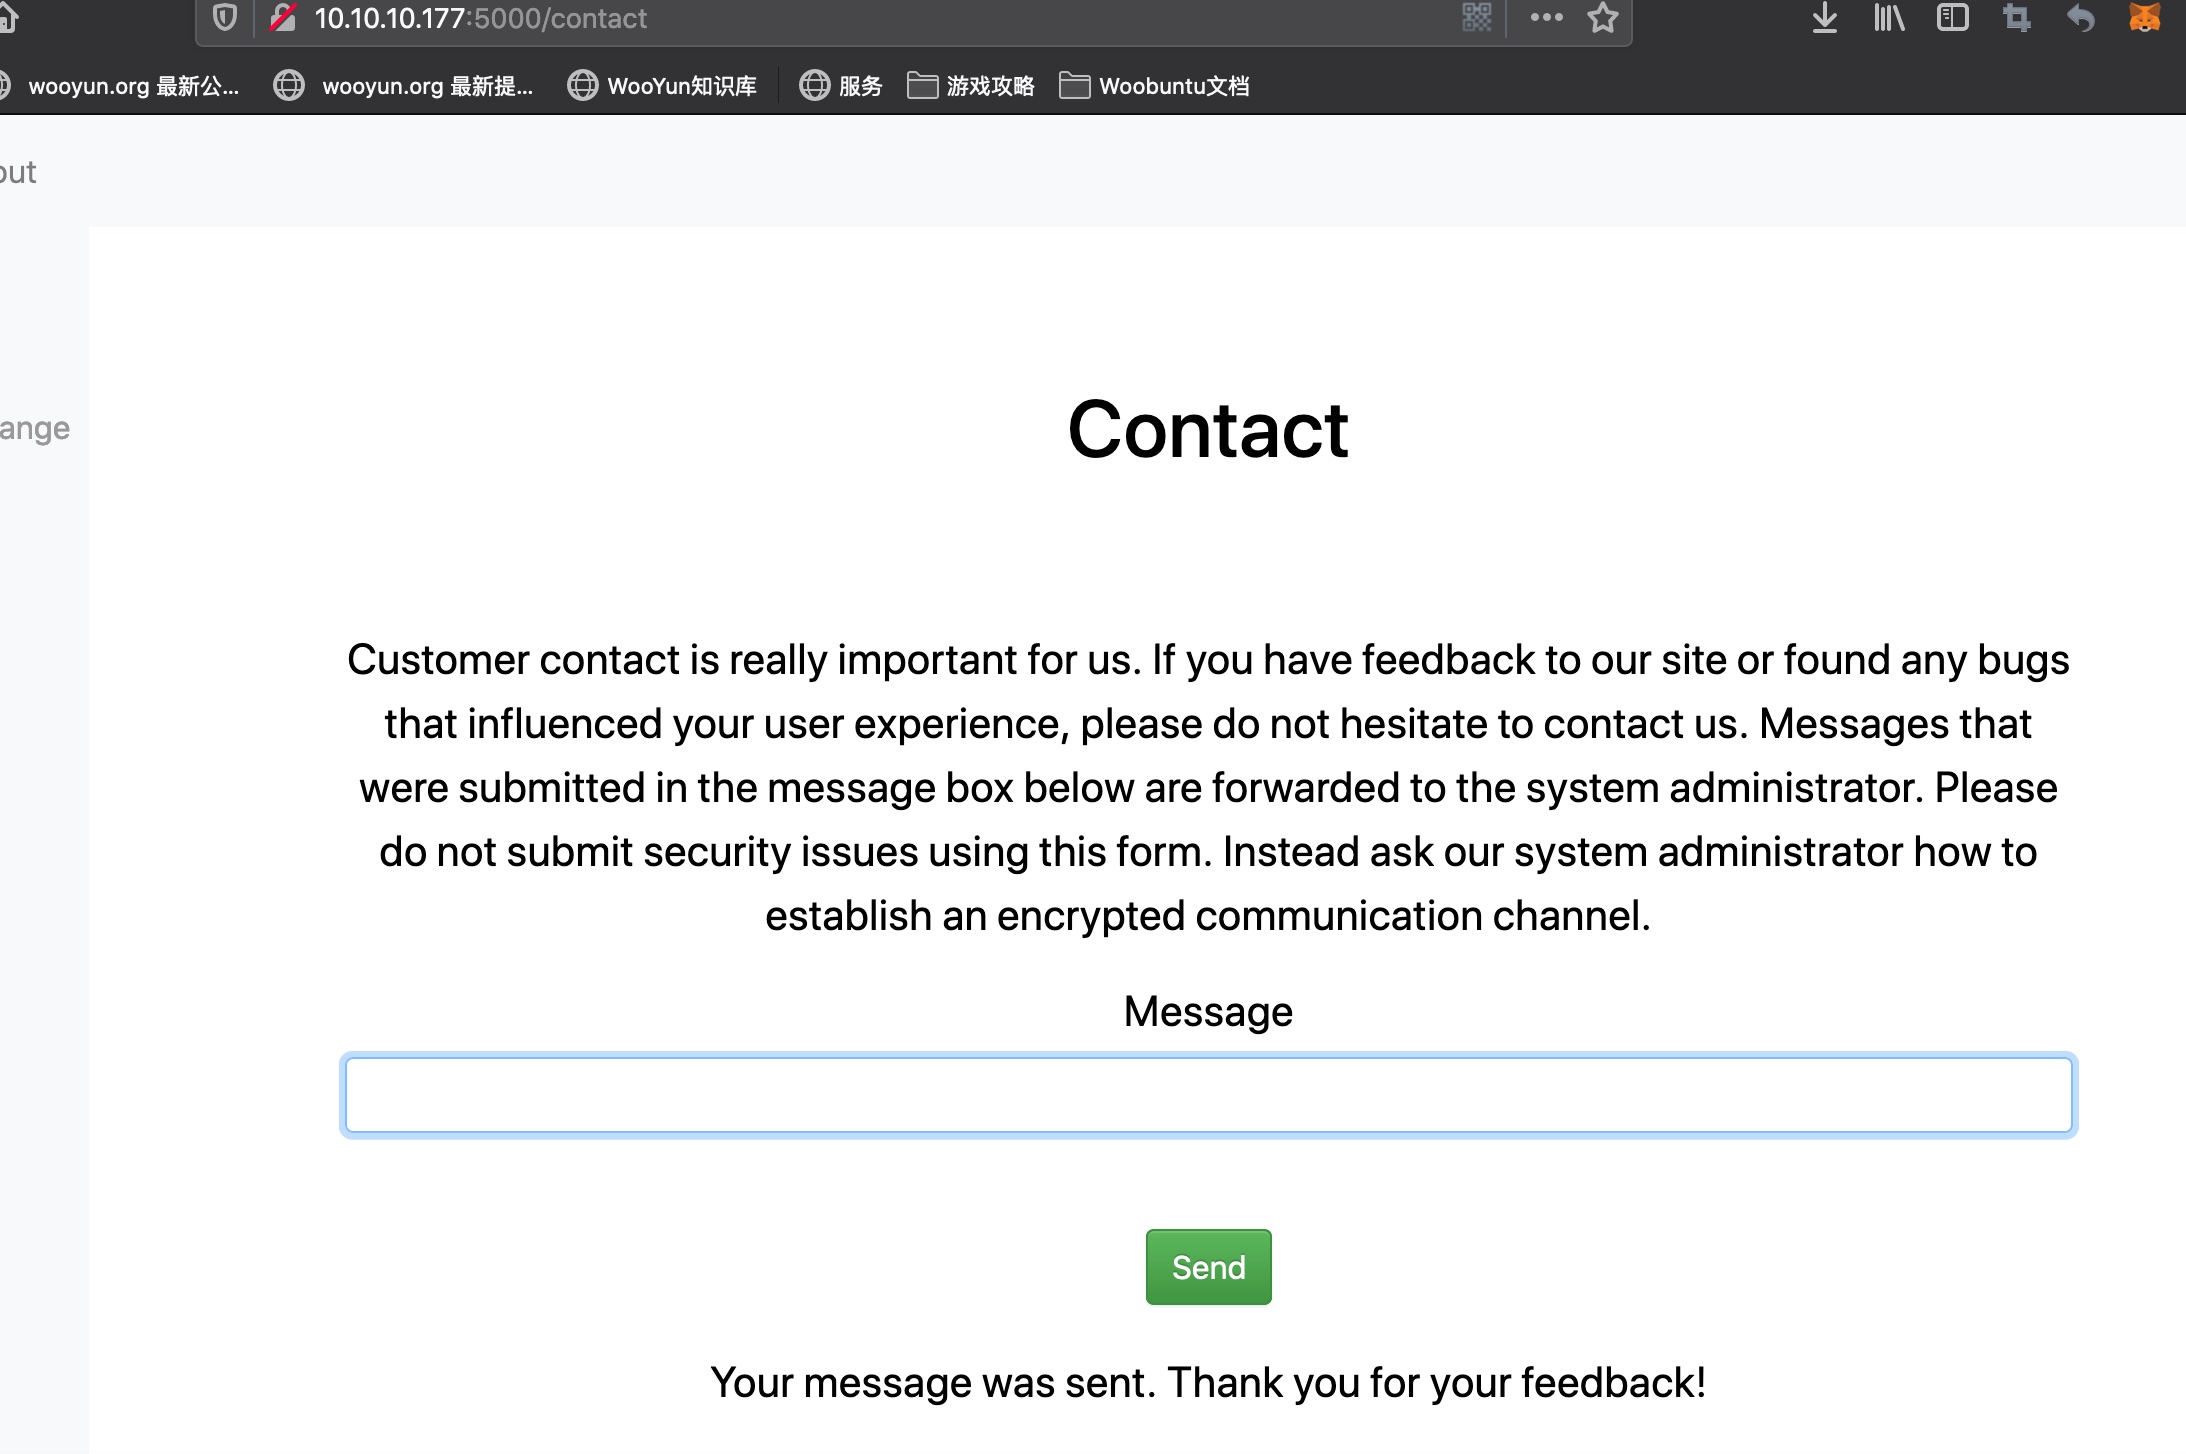 10.10.10.177:5000/contact
wooyun.org 最新公... wooyun.org 最新提... WooYun知识库 服务 游戏攻略 Woobuntu文档
out
ange
Contact
Customer contact is really important for us. If you have feedback to our site or found any bugs
that influenced your user experience, please do not hesitate to contact us. Messages that
were submitted in the message box below are forwarded to the system administrator. Please
do not submit security issues using this form. Instead ask our system administrator how to
establish an encrypted communication channel.
Message
Send
Your message was sent. Thank you for your feedback!